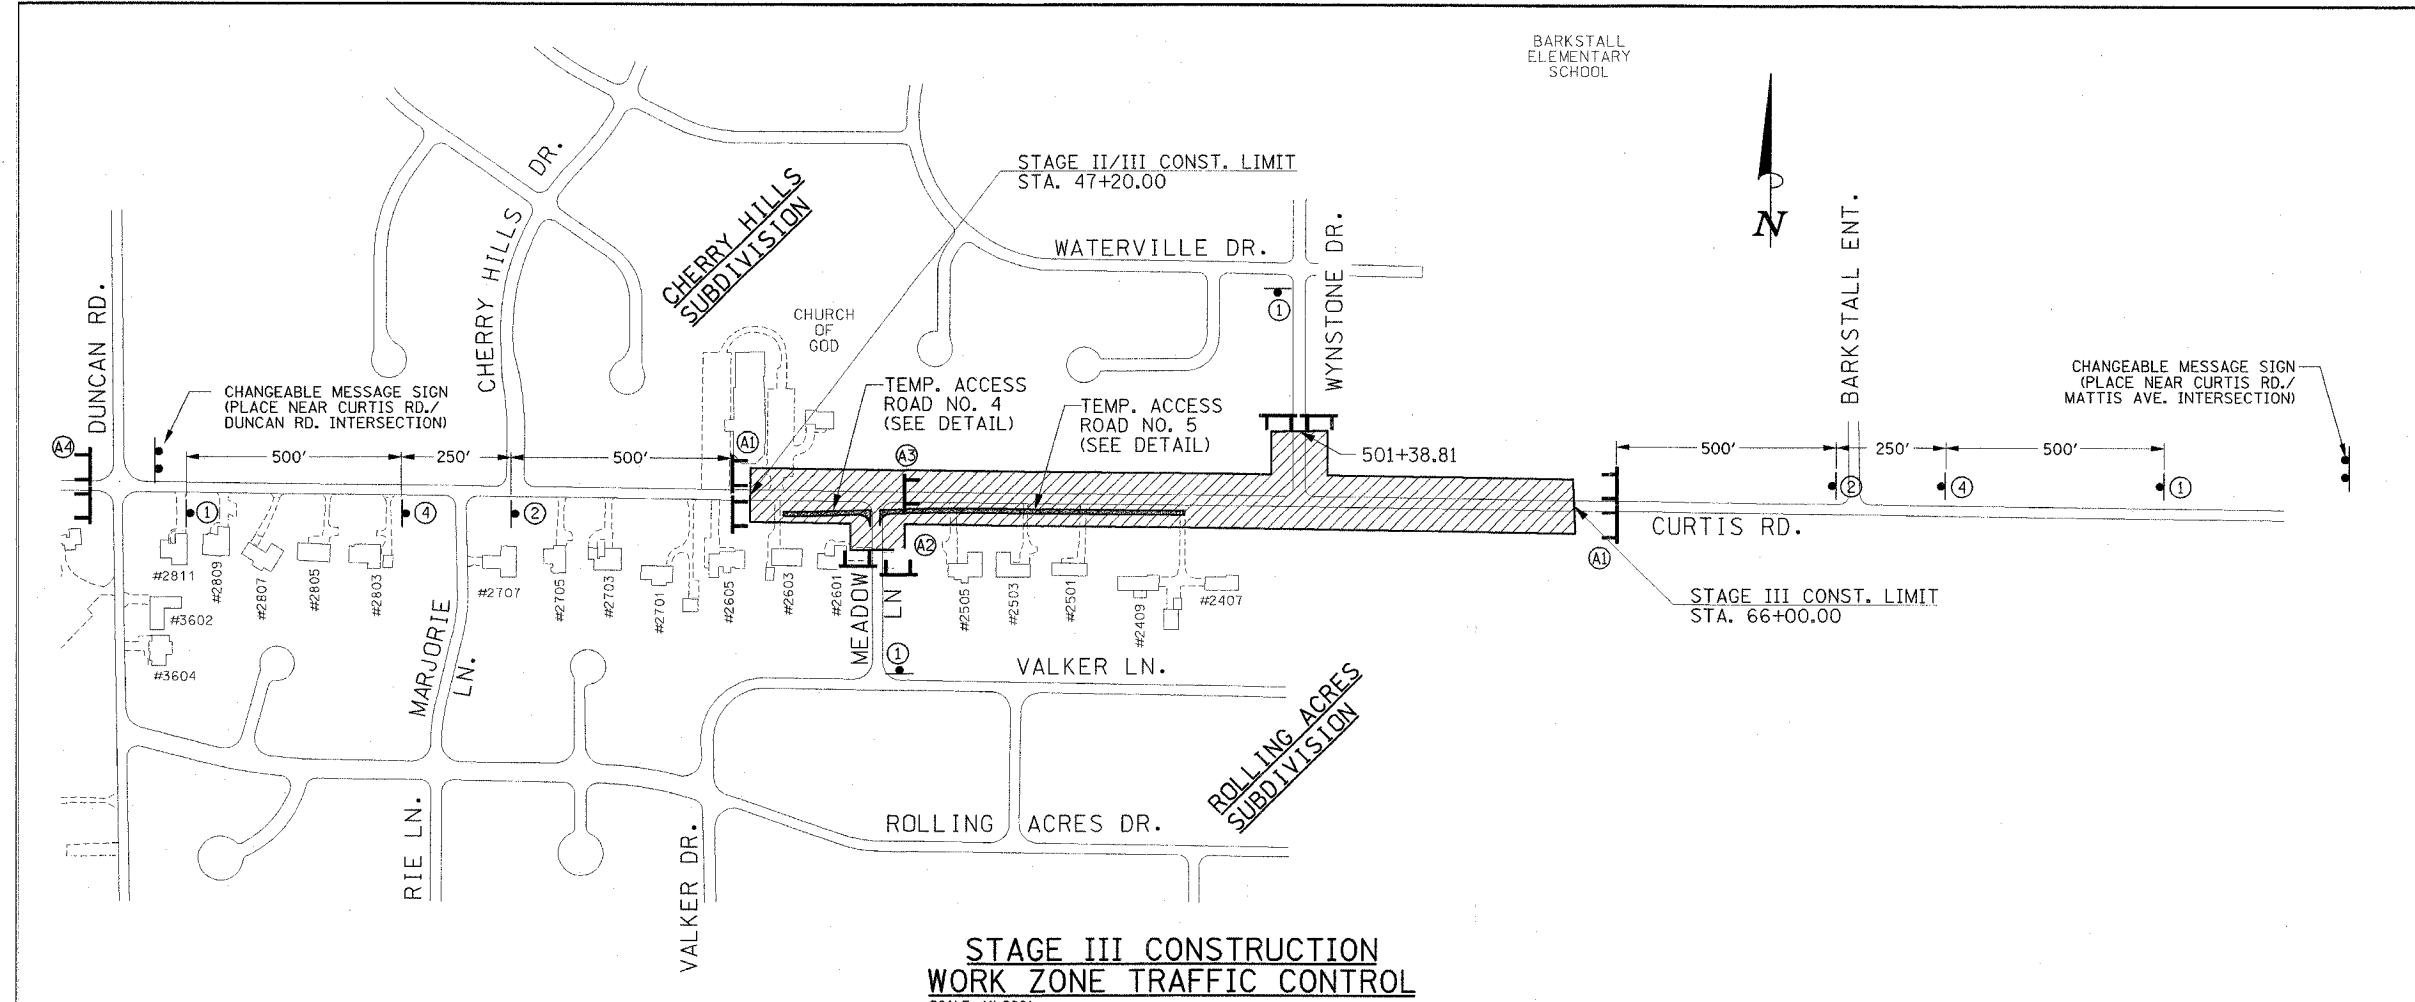 BARKSTALL
ELEMENTARY
SCHOOL
STAGE II/III CONST. LIMIT
STA. 47+20.00
N
CHERRY HILLS DR.
CHERRY HILLS
SUBDIVISION
WATERVILLE DR.
WYNSTONE DR.
BARKSTALL ENT.
DUNCAN RD.
CHURCH
OF
GOD
1
CHANGEABLE MESSAGE SIGN
(PLACE NEAR CURTIS RD./
DUNCAN RD. INTERSECTION)
TEMP. ACCESS
ROAD NO. 4
(SEE DETAIL)
TEMP. ACCESS
ROAD NO. 5
(SEE DETAIL)
CHANGEABLE MESSAGE SIGN
(PLACE NEAR CURTIS RD./
MATTIS AVE. INTERSECTION)
A4
500'
250'
500'
A1
A3
501+38.81
500'
250'
500'
1
4
2
2
4
1
CURTIS RD.
A2
A1
STAGE III CONST. LIMIT
STA. 66+00.00
#2811
#2809
#2807
#2805
#2803
#2707
#2705
#2703
#2701
#2605
#2603
#2601
#2505
#2503
#2501
#2409
#2407
#3602
#3604
MARJORIE LN.
MEADOW LN
1
VALKER LN.
ROLLING ACRES
SUBDIVISION
RIE LN.
VALKER DR.
ROLLING ACRES DR.
STAGE III CONSTRUCTION
WORK ZONE TRAFFIC CONTROL